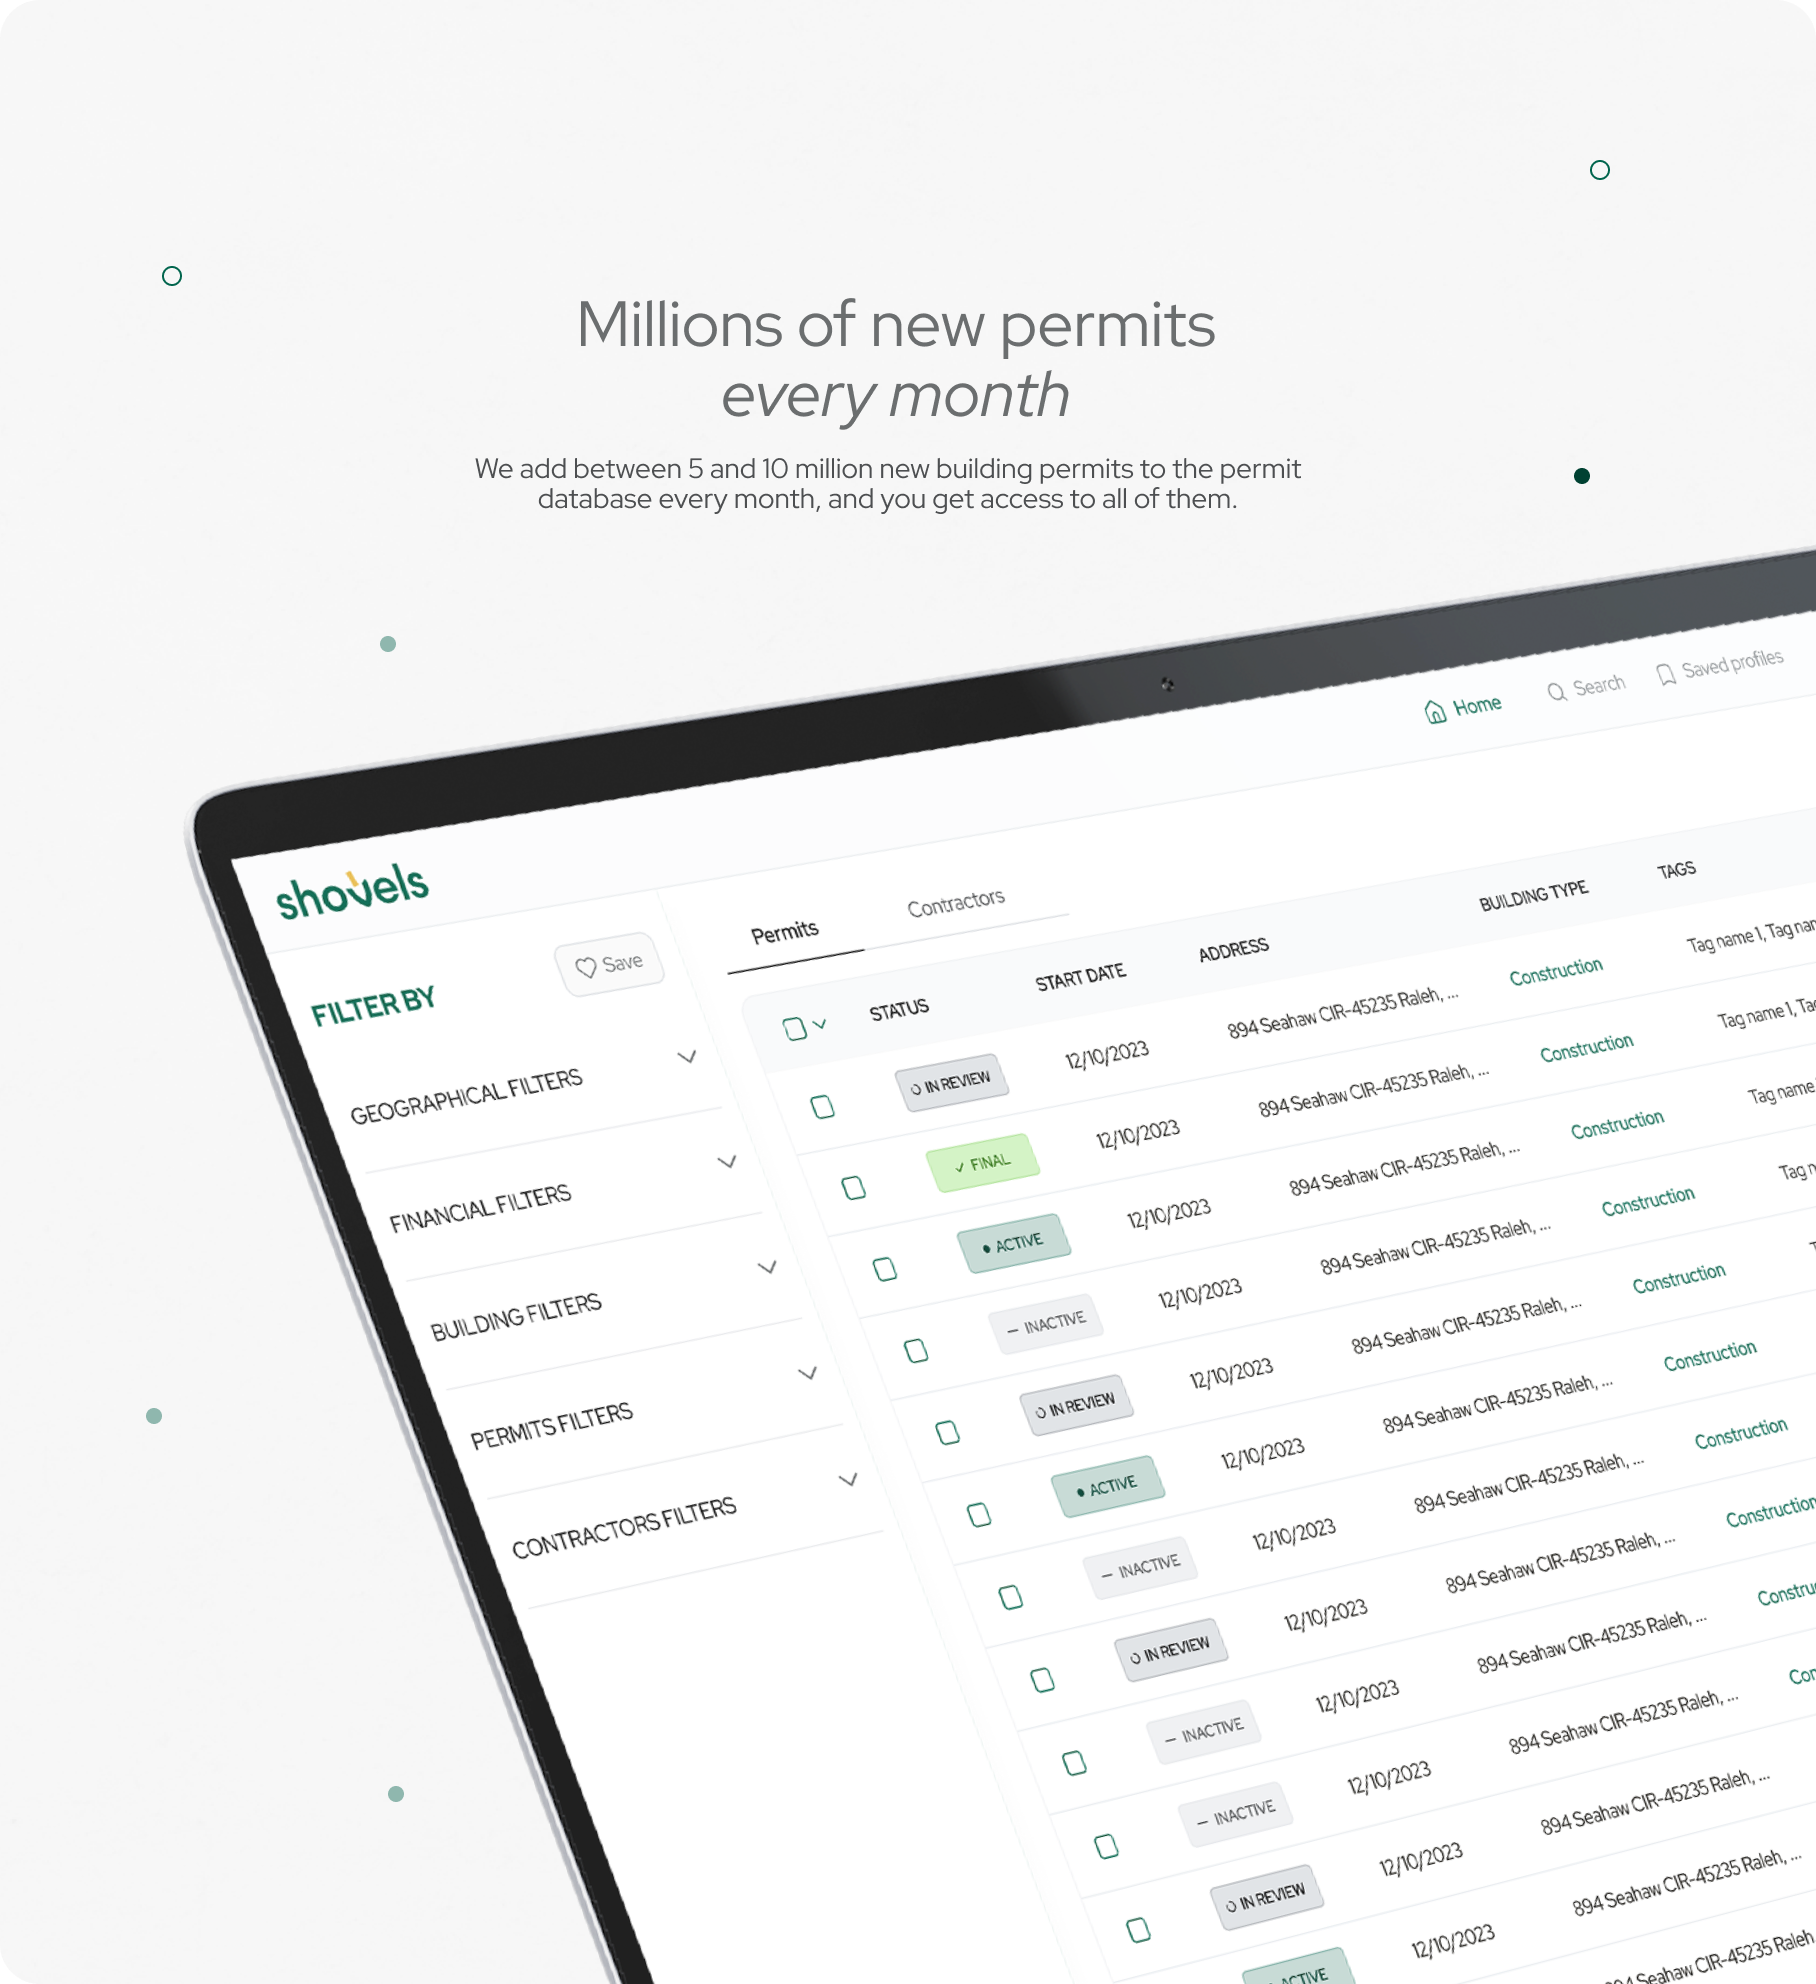 Millions of new permits
every month
We add between 5 and 10 million new building permits to the permit
database every month, and you get access to all of them.
Home
Search
Saved profiles
shovels
Save
FILTER BY
GEOGRAPHICAL FILTERS
FINANCIAL FILTERS
BUILDING FILTERS
PERMITS FILTERS
CONTRACTORS FILTERS
Permits
Contractors
STATUS START DATE ADDRESS BUILDING TYPE TAGS
IN REVIEW 12/10/2023 894 Seahaw CIR-45235 Raleh, ... Construction Tag name 1, Tag
FINAL 12/10/2023 894 Seahaw CIR-45235 Raleh, ... Construction Tag name 1,
ACTIVE 12/10/2023 894 Seahaw CIR-45235 Raleh, ... Construction Tag name
INACTIVE 12/10/2023 894 Seahaw CIR-45235 Raleh, ... Construction Tag
IN REVIEW 12/10/2023 894 Seahaw CIR-45235 Raleh, ... Construction
ACTIVE 12/10/2023 894 Seahaw CIR-45235 Raleh, ... Construction
INACTIVE 12/10/2023 894 Seahaw CIR-45235 Raleh, ... Construction
IN REVIEW 12/10/2023 894 Seahaw CIR-45235 Raleh, ... Construction
INACTIVE 12/10/2023 894 Seahaw CIR-45235 Raleh, ...
INACTIVE 12/10/2023 894 Seahaw CIR-45235 Raleh, ...
IN REVIEW 12/10/2023 894 Seahaw CIR-45235 Raleh, ...
ACTIVE 12/10/2023 894 Seahaw CIR-45235 Raleh, ...
Seahaw CIR-45235 Raleh